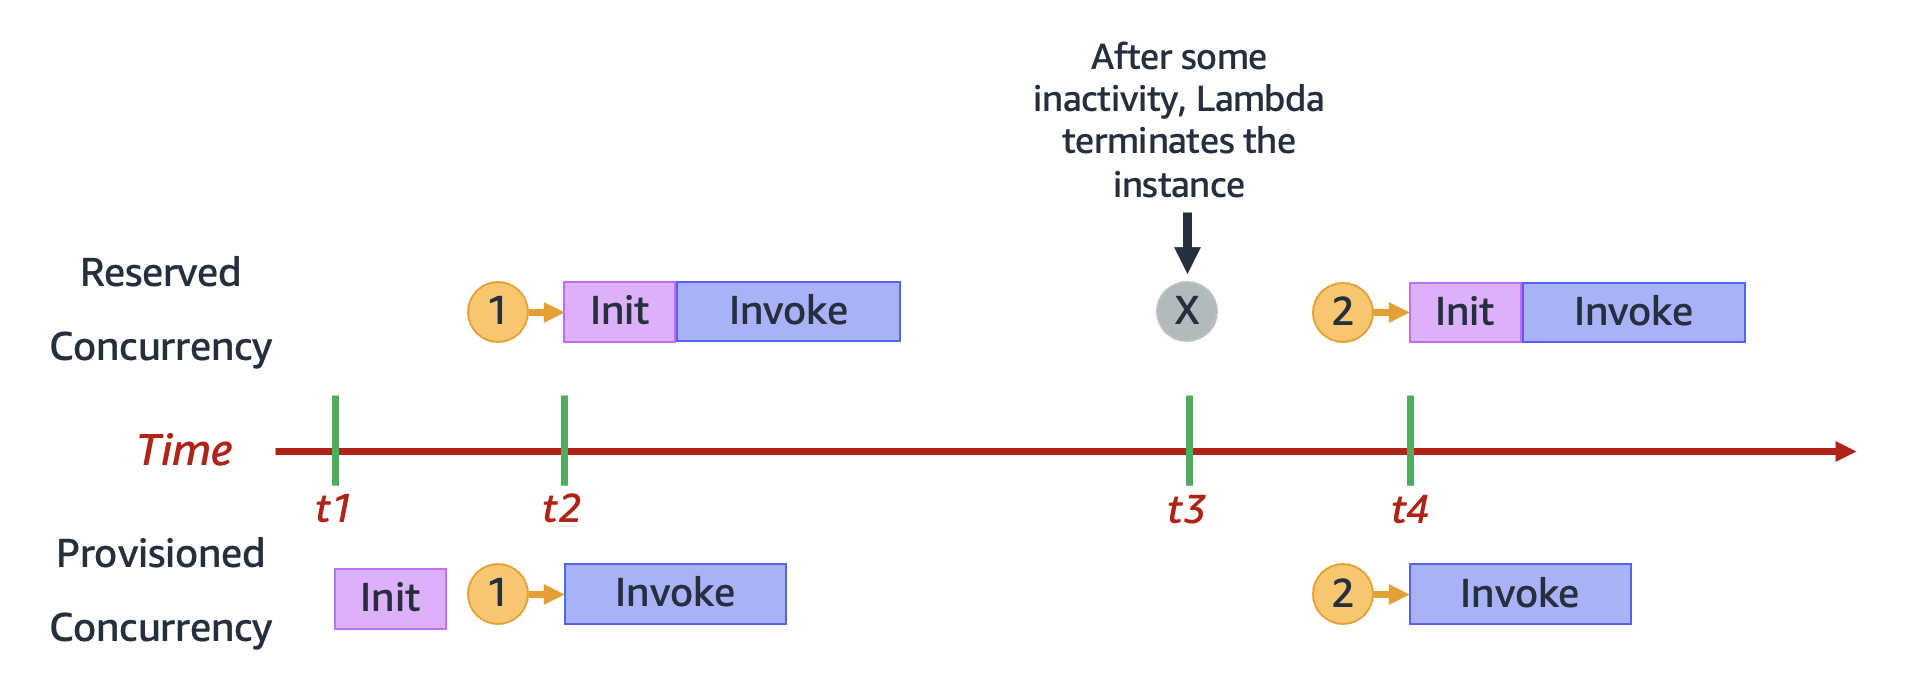 After some
inactivity, Lambda
terminates the
instance
Reserved
Concurrency
1
Init
Invoke
X
2
Init
Invoke
Time
t1
t2
t3
t4
Provisioned
Concurrency
Init
1
Invoke
2
Invoke